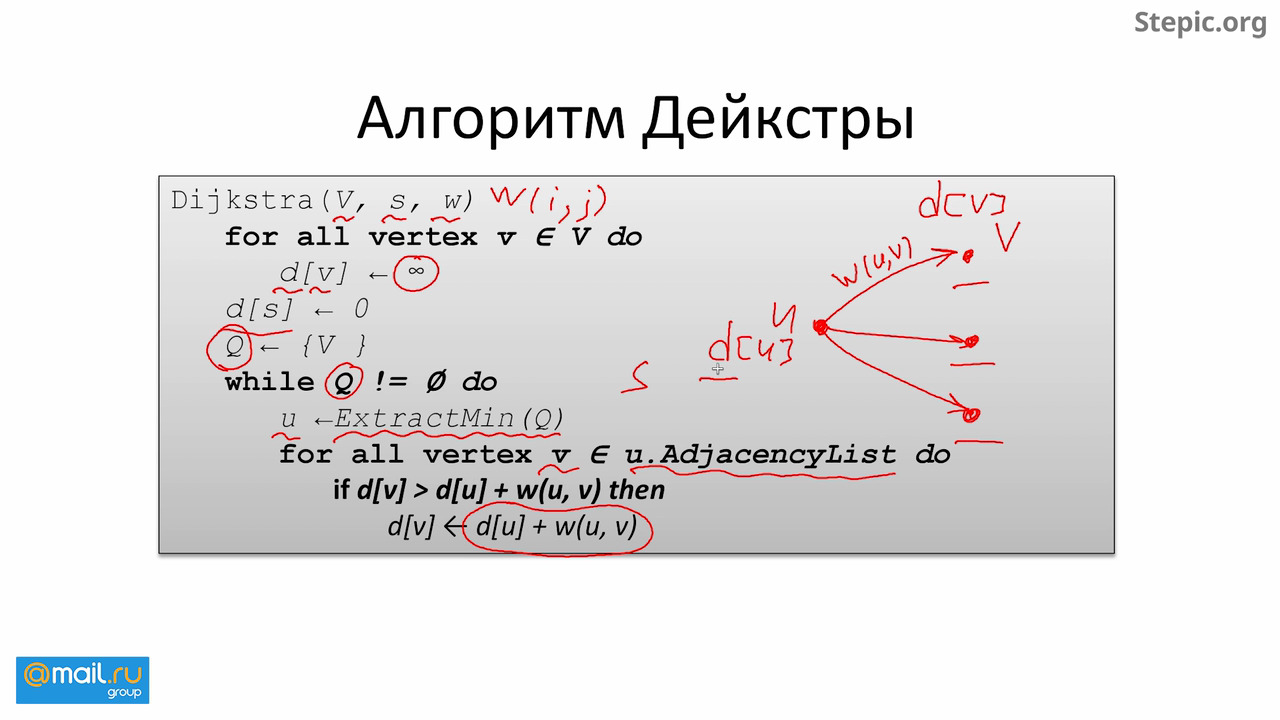 Stepic.org
Алгоритм Дейкстры
Dijkstra(V, s, w) w(i,j)
for all vertex v ∈ V do
d[v] ← ∞
d[s] ← 0
Q ← {V }
while Q != Ø do
u ←ExtractMin(Q)
for all vertex v ∈ u.AdjacencyList do
if d[v] > d[u] + w(u, v) then
d[v] ← d[u] + w(u, v)
d[v]
V
w(u,v)
u
d[u]
S
@mail.ru
group